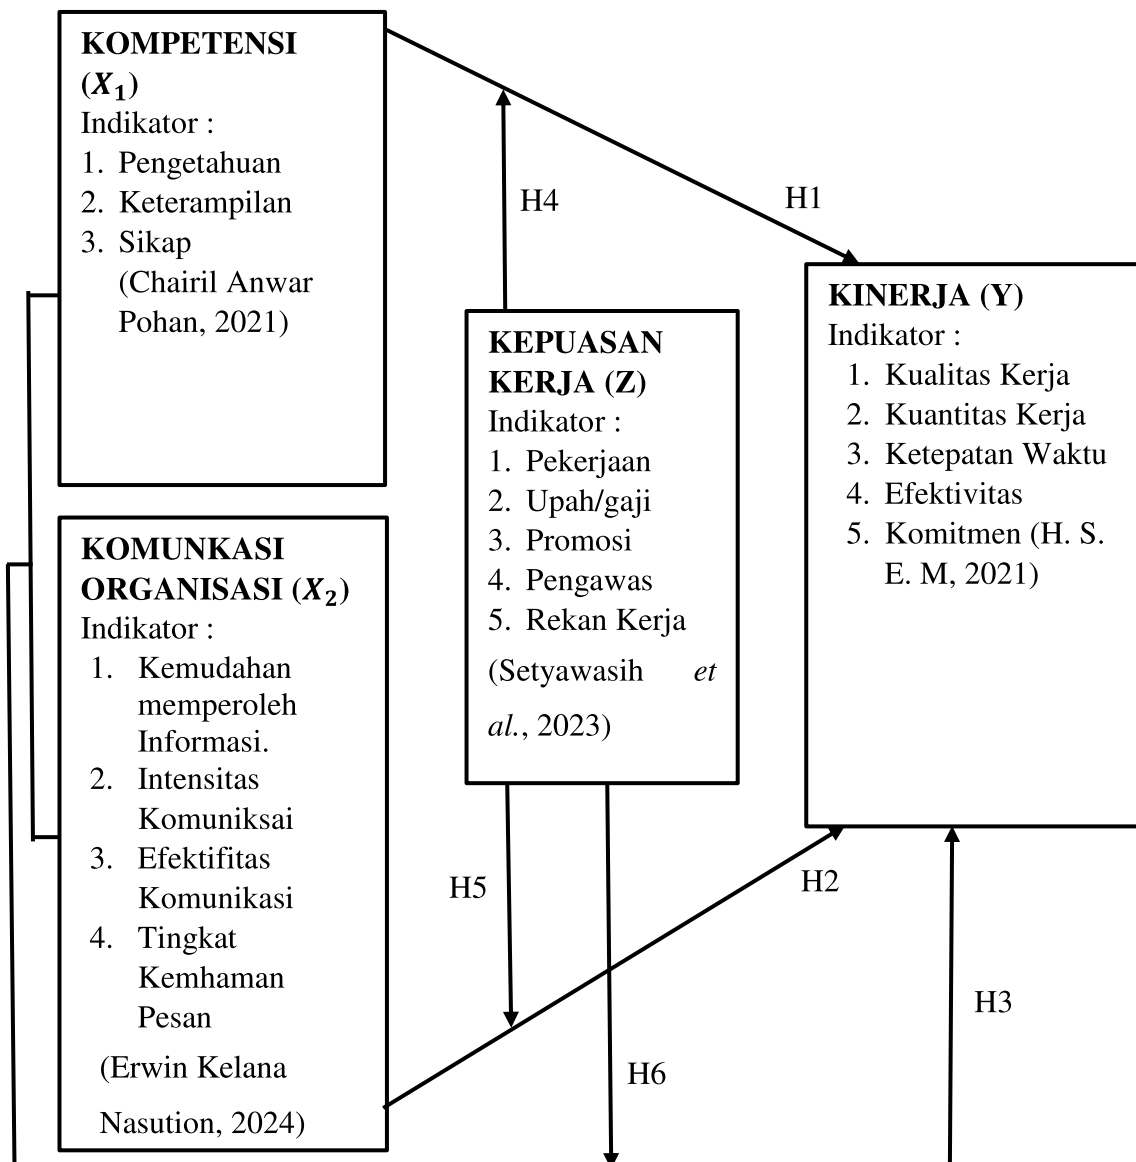 KOMPETENSI
(X₁)
Indikator :
1. Pengetahuan
2. Keterampilan
3. Sikap
(Chairil Anwar
Pohan, 2021)
H4
H1
KEPUASAN
KERJA (Z)
Indikator :
1. Pekerjaan
2. Upah/gaji
3. Promosi
4. Pengawas
5. Rekan Kerja
(Setyawasih et
al., 2023)
KINERJA (Y)
Indikator :
1. Kualitas Kerja
2. Kuantitas Kerja
3. Ketepatan Waktu
4. Efektivitas
5. Komitmen (H. S.
E. M, 2021)
KOMUNKASI
ORGANISASI (X₂)
Indikator :
1. Kemudahan
memperoleh
Informasi.
2. Intensitas
Komuniksai
3. Efektifitas
Komunikasi
4. Tingkat
Kemhaman
Pesan
(Erwin Kelana
Nasution, 2024)
H5
H2
H3
H6